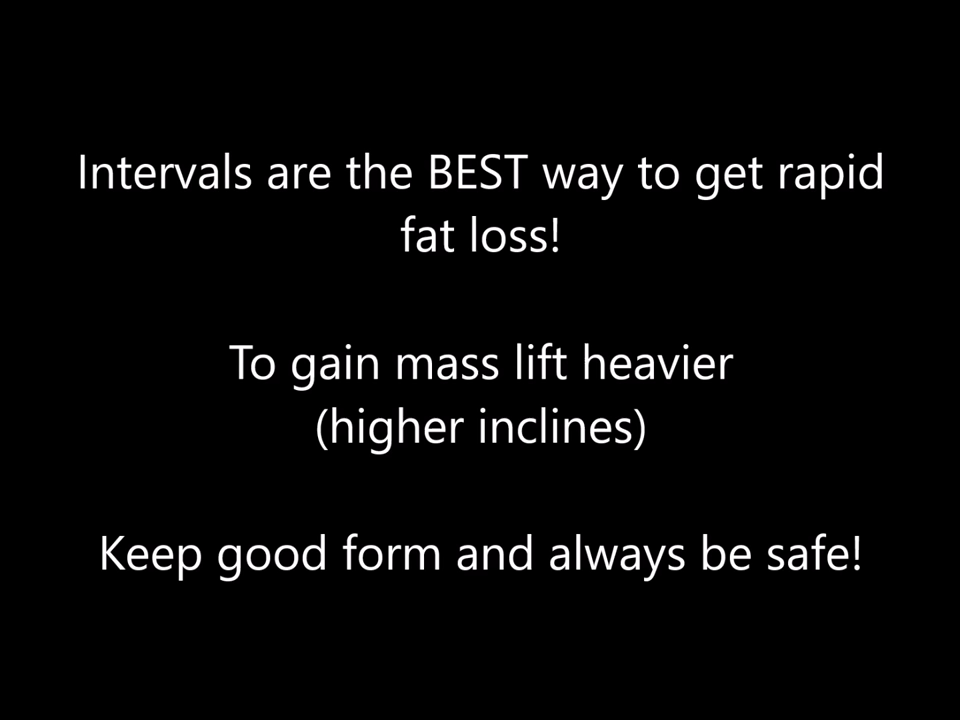 Intervals are the BEST way to get rapid
fat loss!
To gain mass lift heavier
(higher inclines)
Keep good form and always be safe!